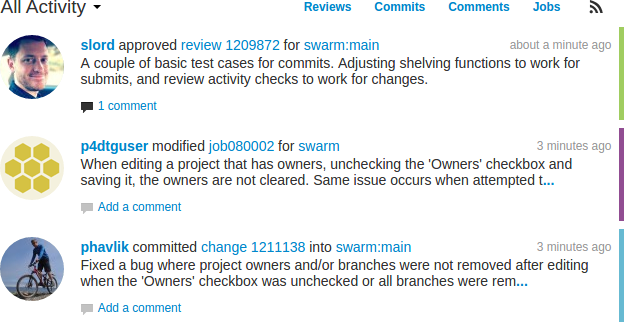 All Activity Reviews Commits Comments Jobs
slord approved review 1209872 for swarm:main about a minute ago
A couple of basic test cases for commits. Adjusting shelving functions to work for
submits, and review activity checks to work for changes.
1 comment
p4dtguser modified job080002 for swarm 3 minutes ago
When editing a project that has owners, unchecking the 'Owners' checkbox and
saving it, the owners are not cleared. Same issue occurs when attempted t...
Add a comment
phavlik committed change 1211138 into swarm:main 3 minutes ago
Fixed a bug where project owners and/or branches were not removed after editing
when the 'Owners' checkbox was unchecked or all branches were rem...
Add a comment